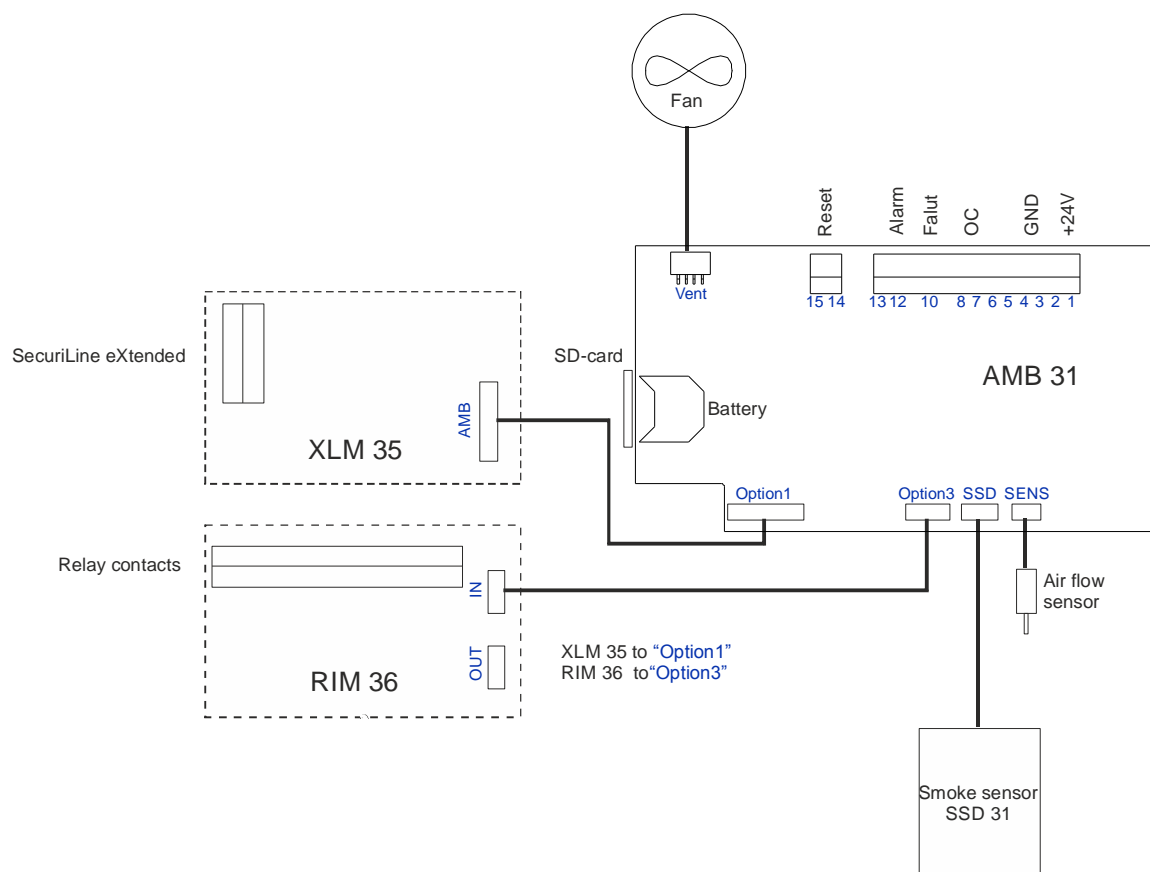 Fan
Reset
Alarm
Falut
OC
GND
+24V
Vent
15 14
13 12
10
8 7 6 5 4 3 2 1
SecuriLine eXtended
AMB
XLM 35
SD-card
Battery
AMB 31
Option1
Option3
SSD
SENS
Relay contacts
IN
OUT
RIM 36
XLM 35 to “Option1”
RIM 36 to“Option3”
Air flow
sensor
Smoke sensor
SSD 31